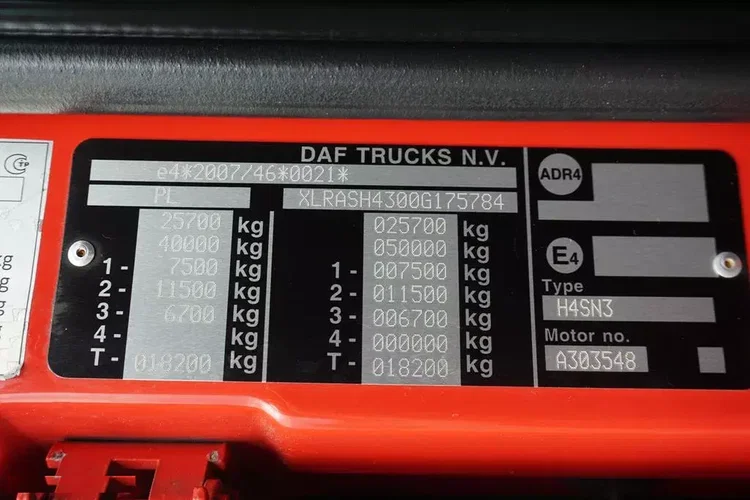 DAF TRUCKS N.V.
e4*2007/46*0021*
PL XLRASH4300G175784
25700 kg 025700 kg
40000 kg 050000 kg
1- 7500 kg 1- 007500 kg
2- 11500 kg 2- 011500 kg
3- 6700 kg 3- 006700 kg
4- kg 4- 000000 kg
T- 018200 kg T- 018200 kg
ADR4
E4
Type
H4SN3
Motor no.
A303548
CTP
g
g